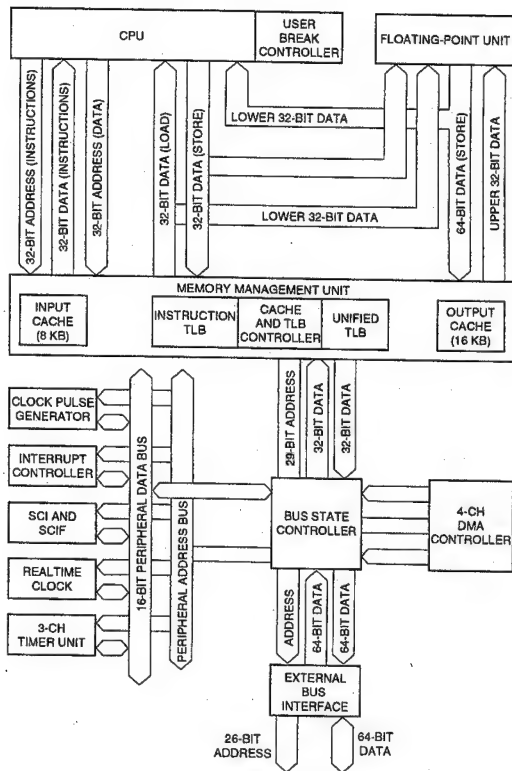 CPU
USER
BREAK
CONTROLLER
FLOATING-POINT UNIT
32-BIT ADDRESS (INSTRUCTIONS)
32-BIT DATA (INSTRUCTIONS)
32-BIT ADDRESS (DATA)
32-BIT DATA (LOAD)
32-BIT DATA (STORE)
LOWER 32-BIT DATA
LOWER 32-BIT DATA
64-BIT DATA (STORE)
UPPER 32-BIT DATA
MEMORY MANAGEMENT UNIT
INPUT
CACHE
(8 KB)
INSTRUCTION
TLB
CACHE
AND TLB
CONTROLLER
UNIFIED
TLB
OUTPUT
CACHE
(16 KB)
CLOCK PULSE
GENERATOR
INTERRUPT
CONTROLLER
SCI AND
SCIF
REALTIME
CLOCK
3-CH
TIMER UNIT
16-BIT PERIPHERAL DATA BUS
PERIPHERAL ADDRESS BUS
29-BIT ADDRESS
32-BIT DATA
32-BIT DATA
BUS STATE
CONTROLLER
4-CH
DMA
CONTROLLER
ADDRESS
64-BIT DATA
64-BIT DATA
EXTERNAL
BUS
INTERFACE
26-BIT
ADDRESS
64-BIT
DATA